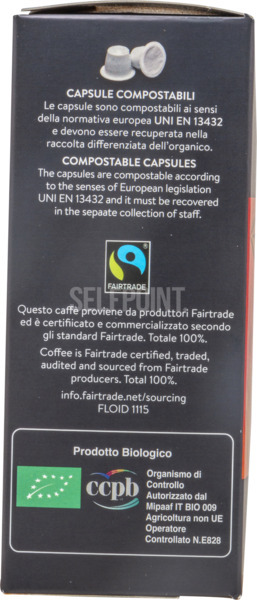 CAPSULE COMPOSTABILI
Le capsule sono compostabili ai sensi
della normativa europea UNI EN 13432
e devono essere recuperata nella
raccolta differenziata dell'organico.
COMPOSTABLE CAPSULES
The capsules are compostable according
to the senses of European legislation
UNI EN 13432 and it must be recovered
in the sepaate collection of staff.
FAIRTRADE
SELEPOINT
Questo caffè proviene da produttori Fairtrade
ed è certificato e commercializzato secondo
gli standard Fairtrade. Totale 100%.
Coffee is Fairtrade certified, traded,
audited and sourced from Fairtrade
producers. Total 100%.
info.fairtrade.net/sourcing
FLOID 1115
Prodotto Biologico
ccpb
Organismo di
Controllo
Autorizzato dal
Mipaaf IT BIO 009
Agricoltura non UE
Operatore
Controllato N.E828